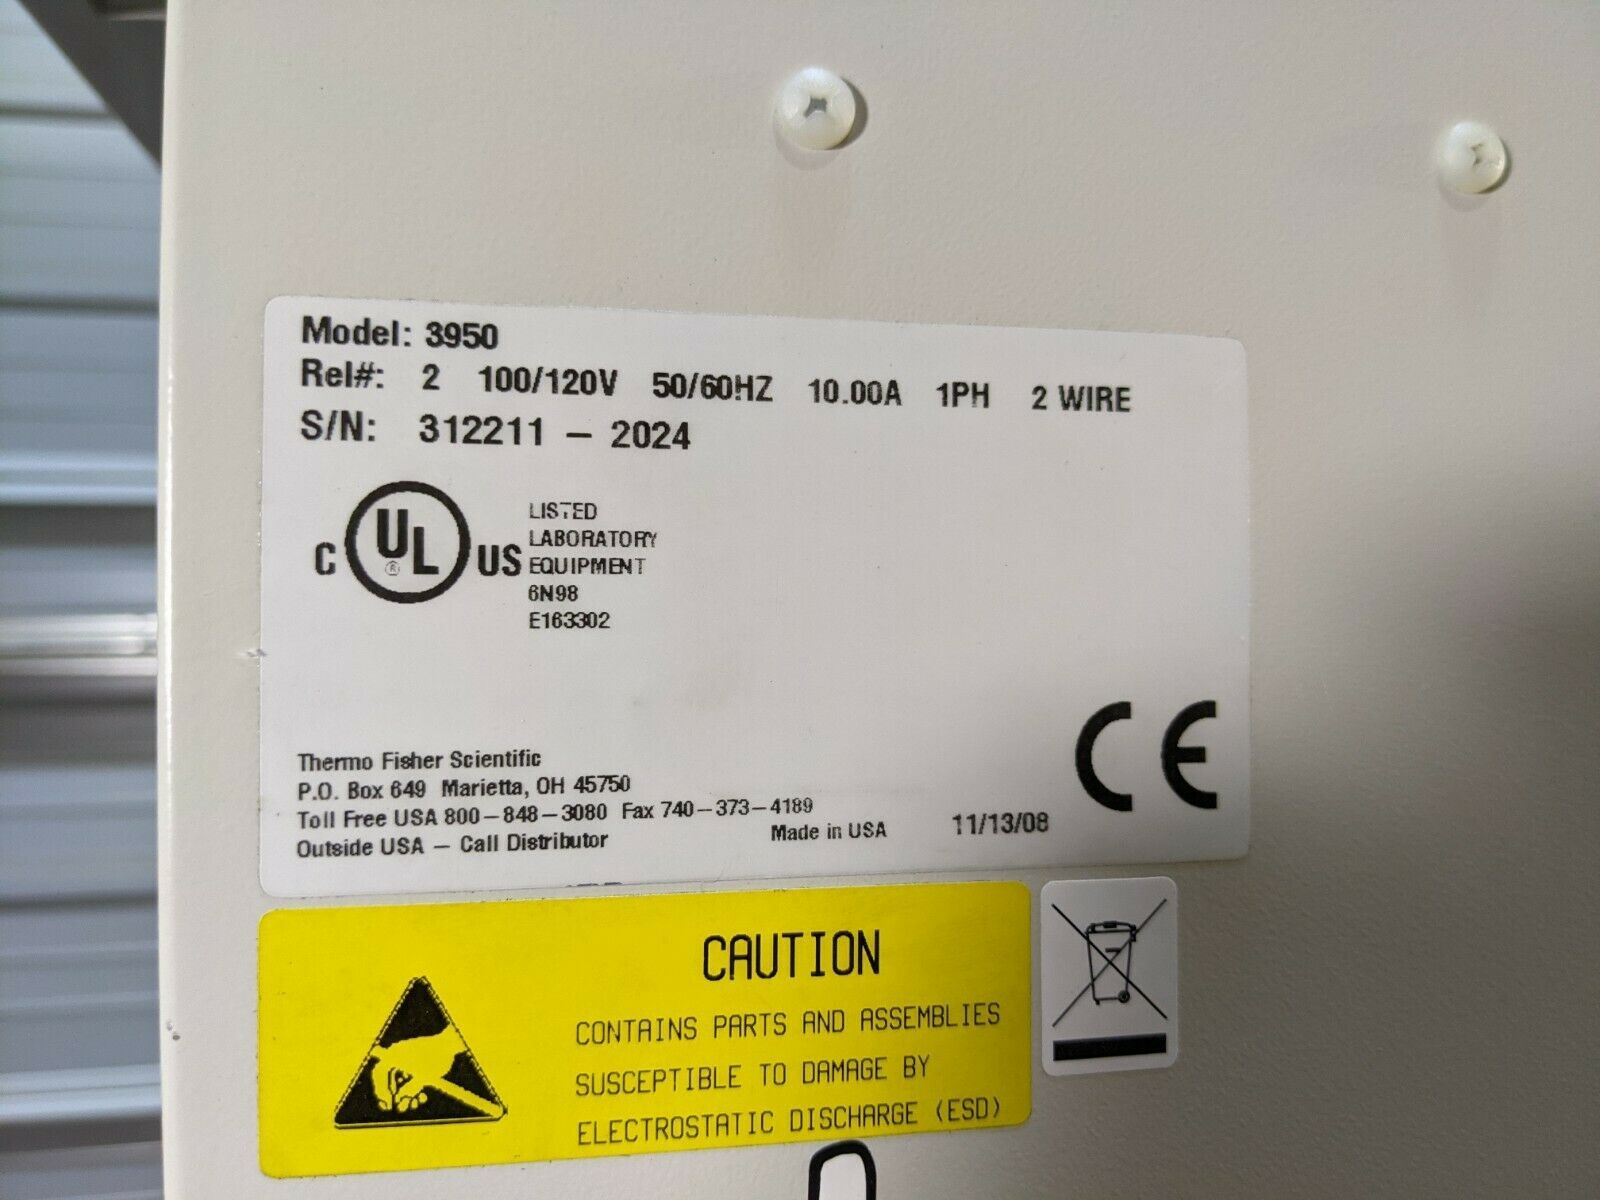 Model: 3950
Rel#: 2 100/120V 50/60HZ 10.00A 1PH 2 WIRE
S/N: 312211 – 2024
C UL ® US
LISTED
LABORATORY
EQUIPMENT
6N98
E163302
Thermo Fisher Scientific
P.O. Box 649 Marietta, OH 45750
Toll Free USA 800–848–3080 Fax 740–373–4189
Outside USA – Call Distributor
Made in USA 11/13/08
CE
CAUTION
CONTAINS PARTS AND ASSEMBLIES
SUSCEPTIBLE TO DAMAGE BY
ELECTROSTATIC DISCHARGE (ESD)